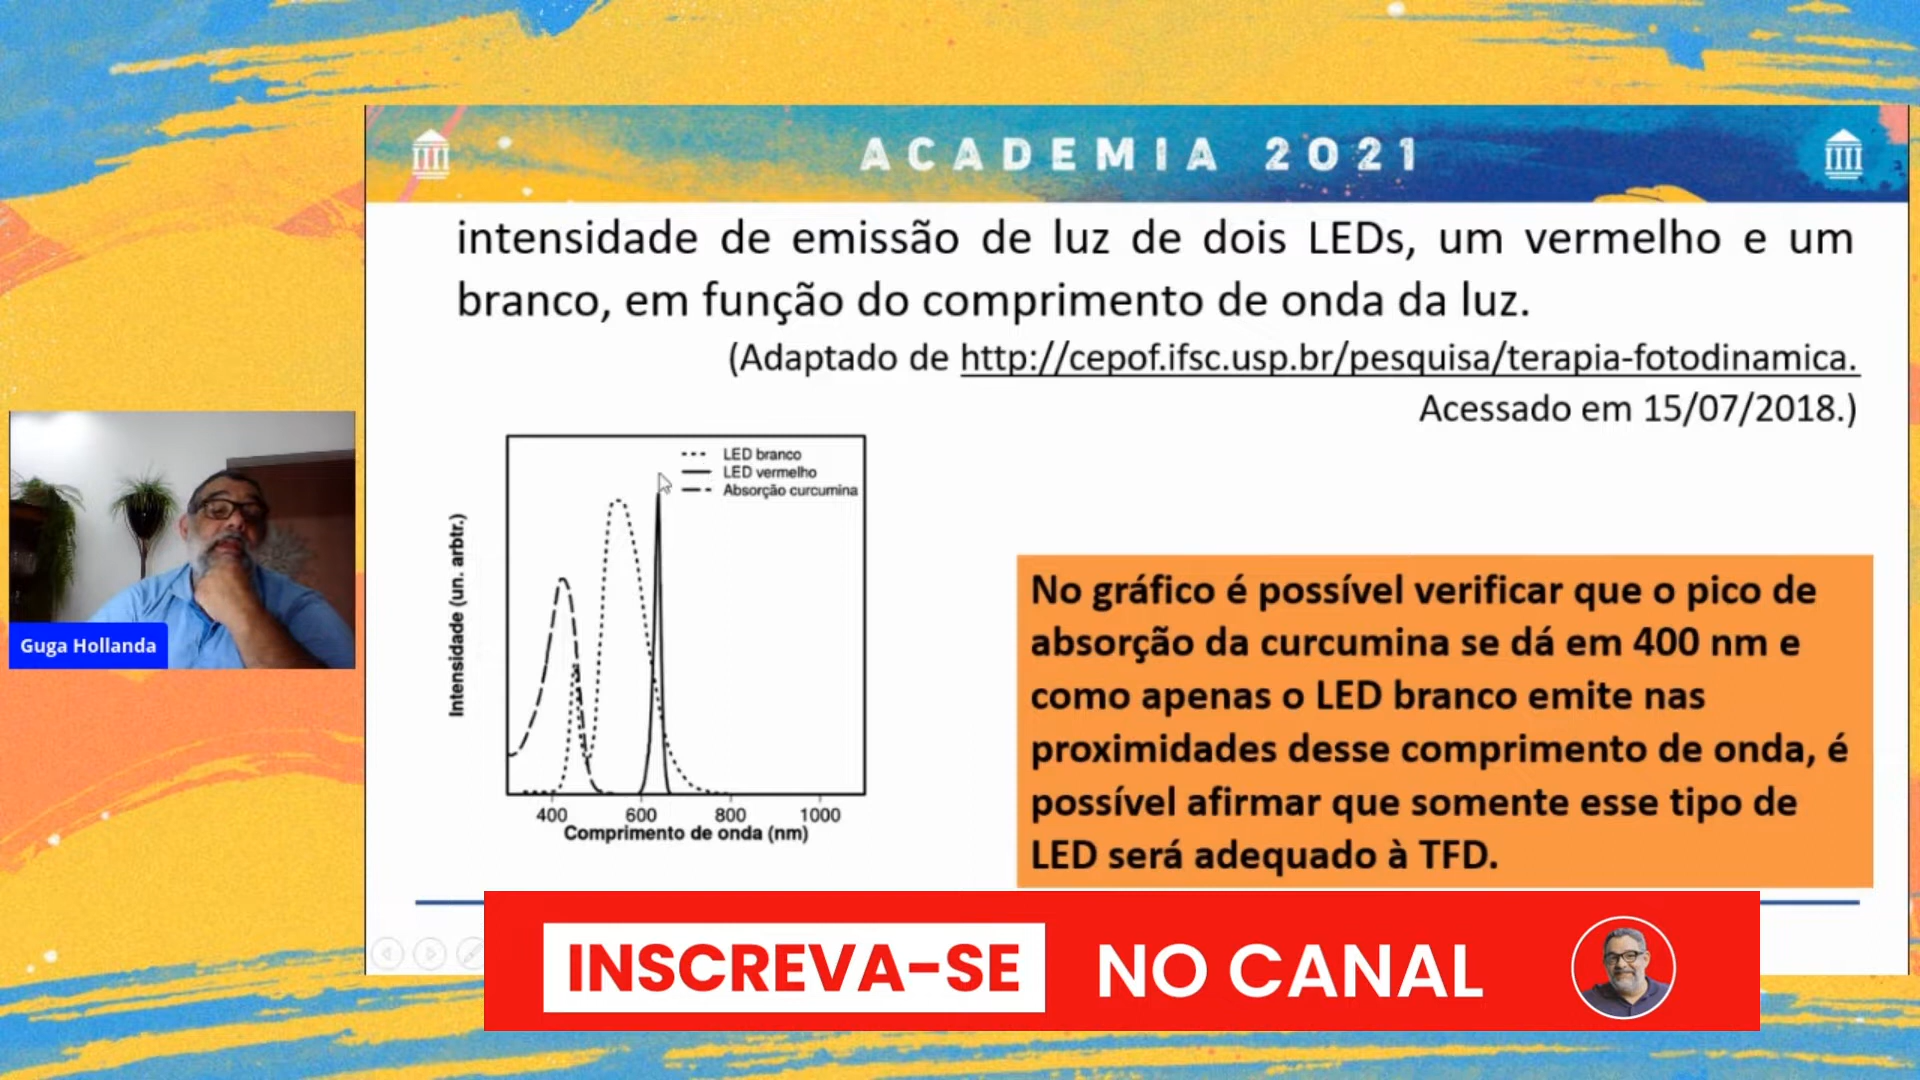 ACADEMIA 2021
intensidade de emissão de luz de dois LEDs, um vermelho e um
branco, em função do comprimento de onda da luz.
(Adaptado de http://cepof.ifsc.usp.br/pesquisa/terapia-fotodinamica.
Acessado em 15/07/2018.)
LED branco
LED vermelho
Absorção curcumina
Intensidade (un. arbtr.)
400 600 800 1000
Comprimento de onda (nm)
No gráfico é possível verificar que o pico de
absorção da curcumina se dá em 400 nm e
como apenas o LED branco emite nas
proximidades desse comprimento de onda, é
possível afirmar que somente esse tipo de
LED será adequado à TFD.
Guga Hollanda
INSCREVA-SE NO CANAL